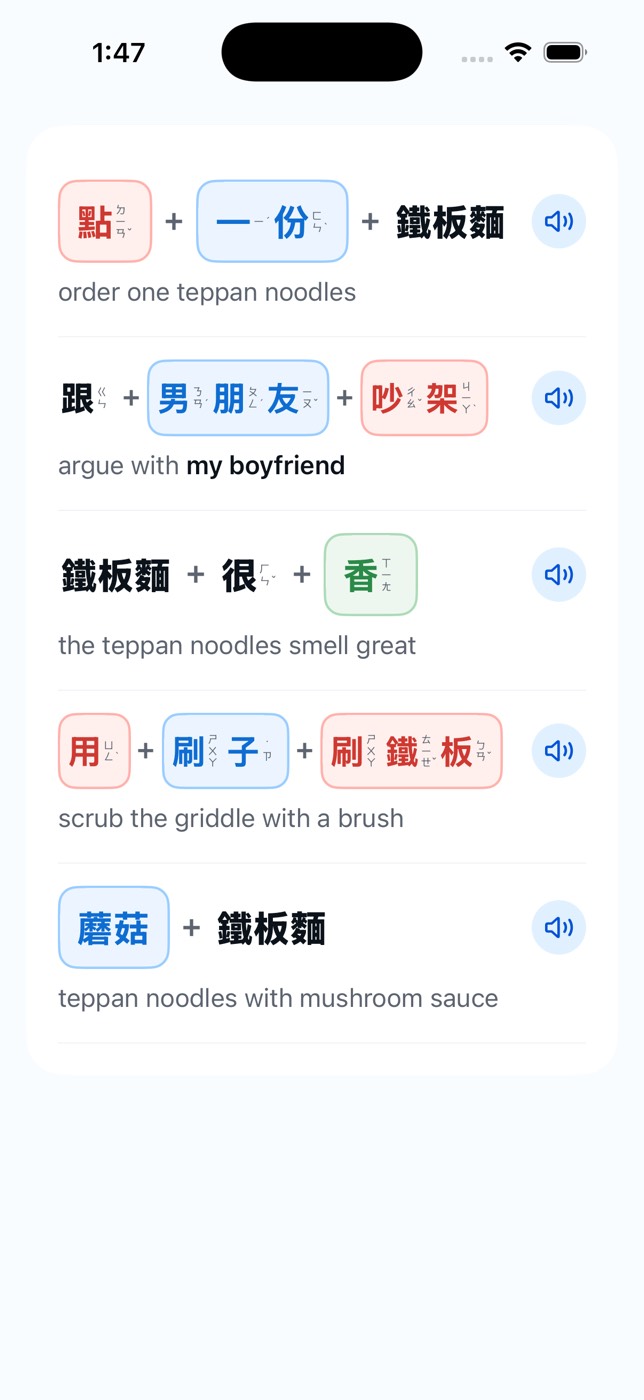 1:47
點ㄉㄧㄢˇ + 一ㄧˊ份ㄈㄣˋ + 鐵板麵
order one teppan noodles
跟ㄍㄣ + 男ㄋㄢˊ朋ㄆㄥˊ友ㄧㄡˇ + 吵ㄔㄠˇ架ㄐㄧㄚˋ
argue with my boyfriend
鐵板麵 + 很ㄏㄣˇ + 香ㄒㄧㄤ
the teppan noodles smell great
用ㄩㄥˋ + 刷ㄕㄨㄚ子˙ㄗ + 刷ㄕㄨㄚ鐵ㄊㄧㄝˇ板ㄅㄢˇ
scrub the griddle with a brush
蘑菇 + 鐵板麵
teppan noodles with mushroom sauce